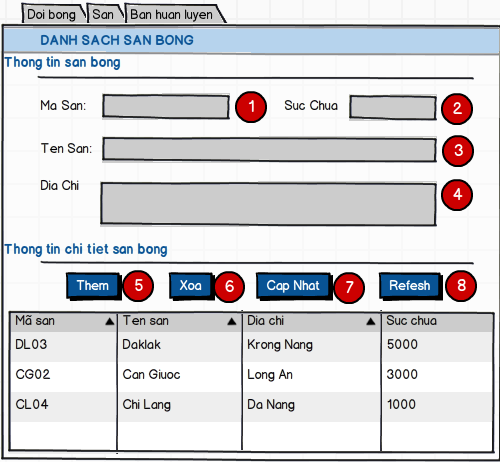 Doi bong San Ban huan luyen
DANH SACH SAN BONG
Thong tin san bong
Ma San: 1 Suc Chua 2
Ten San: 3
Dia Chi 4
Thong tin chi tiet san bong
Them 5 Xoa 6 Cap Nhat 7 Refesh 8
Mã san Ten san Dia chi Suc chua
DL03 Daklak Krong Nang 5000
CG02 Can Giuoc Long An 3000
CL04 Chi Lang Da Nang 1000